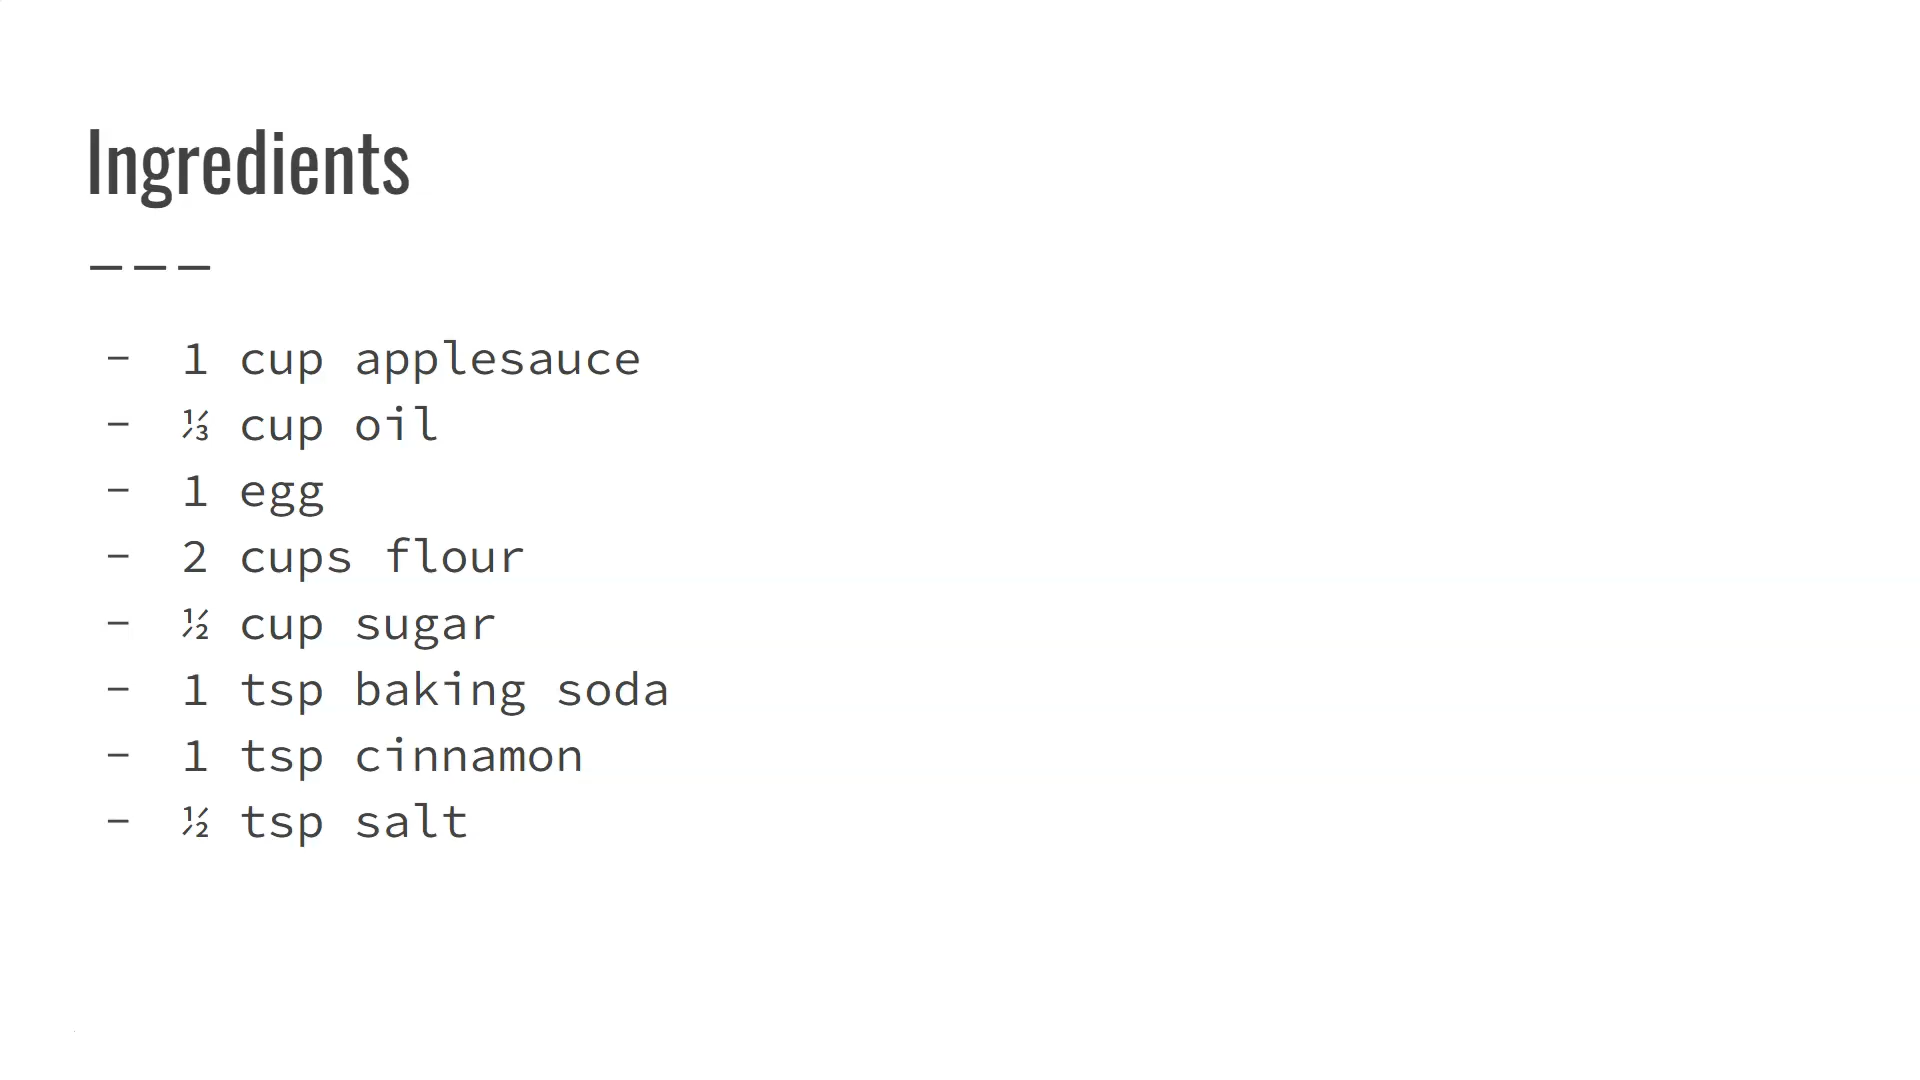 Ingredients
———
- 1 cup applesauce
- ⅓ cup oil
- 1 egg
- 2 cups flour
- ½ cup sugar
- 1 tsp baking soda
- 1 tsp cinnamon
- ½ tsp salt